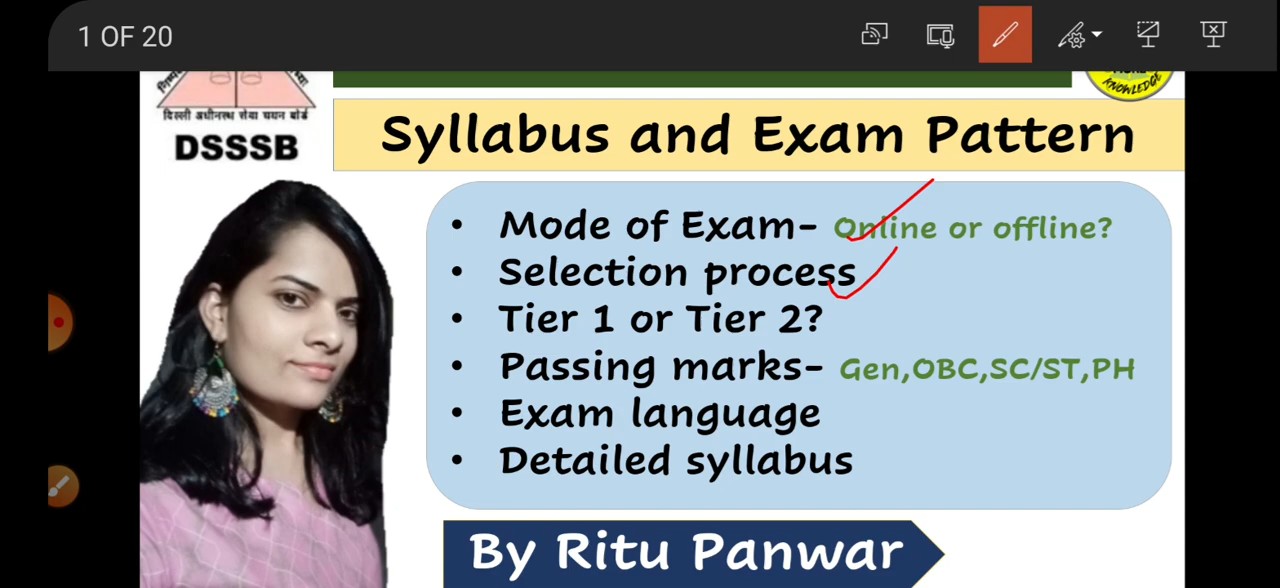 1 OF 20
दिल्ली अधीनस्थ सेवा चयन बोर्ड
DSSSB
KNOWLEDGE
Syllabus and Exam Pattern
• Mode of Exam- Online or offline?
• Selection process
• Tier 1 or Tier 2?
• Passing marks- Gen,OBC,SC/ST,PH
• Exam language
• Detailed syllabus
By Ritu Panwar